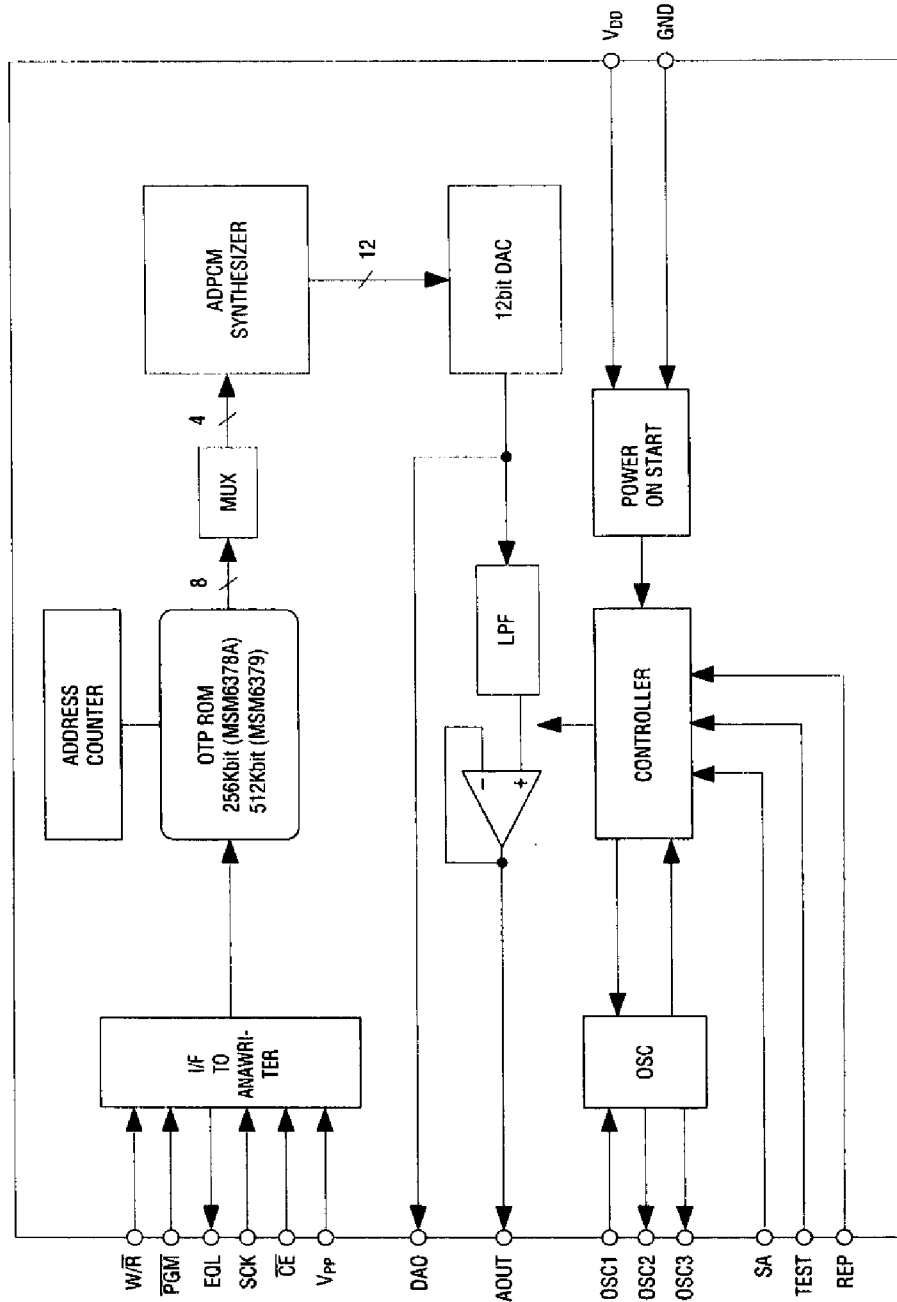 ADDRESS
COUNTER
OTP ROM
256Kbit (MSM6378A)
512Kbit (MSM6379)
8
MUX
4
ADPCM
SYNTHESIZER
12
12bit DAC
I/F
TO
ANAWRI-
TER
W/R
PGM
EQL
SCK
CE
VPP
DAO
AOUT
OSC1
OSC2
OSC3
SA
TEST
REP
LPF
−
+
OSC
CONTROLLER
POWER
ON START
VDD
GND